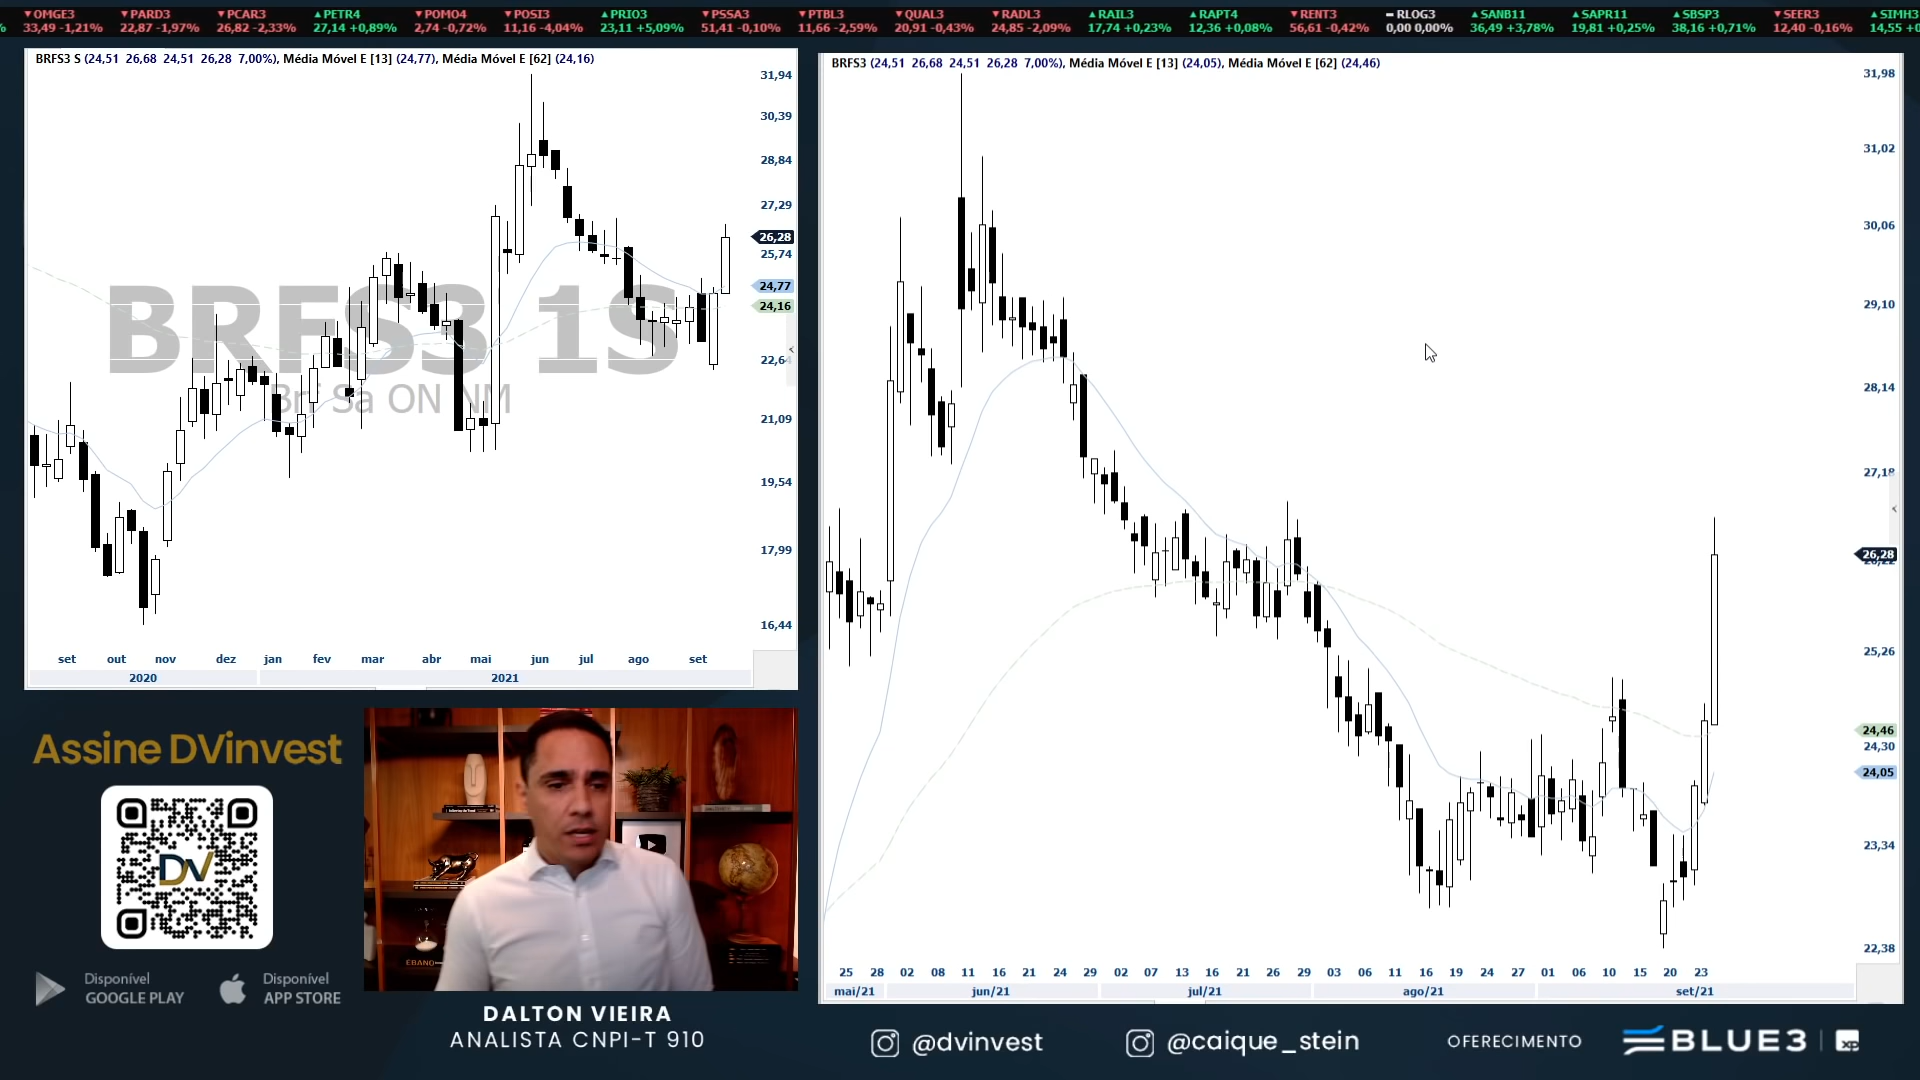 ▼OMGE3 ▼PARD3 ▼PCAR3 ▲PETR4 ▼POMO4 ▼POSI3 ▲PRIO3 ▼PSSA3 ▼PTBL3 ▼QUAL3 ▼RADL3 ▲RAIL3 ▲RAPT4 ▼RENT3 RLOG3 ▲SANB11 ▲SAPR11 ▲SBSP3 ▼SEER3 ▲SIMH3
% 33,49 -1,21% 22,87 -1,97% 26,82 -2,33% 27,14 +0,89% 2,74 -0,72% 11,16 -4,04% 23,11 +5,09% 51,41 -0,10% 11,66 -2,59% 20,91 -0,43% 24,85 -2,09% 17,74 +0,23% 12,36 +0,08% 56,61 -0,42% 0,00 0,00% 36,49 +3,78% 19,81 +0,25% 38,16 +0,71% 12,40 -0,16% 14,55 +0
BRFS3 S (24,51 26,68 24,51 26,28 7,00%), Média Móvel E [13] (24,77), Média Móvel E [62] (24,16)
31,94
30,39
28,84
27,29
26,28
25,74
24,77
24,16
22,64
21,09
19,54
17,99
16,44
BRFS3 1S
Brf Sa ON NM
set out nov dez jan fev mar abr mai jun jul ago set
2020 2021
BRFS3 (24,51 26,68 24,51 26,28 7,00%), Média Móvel E [13] (24,05), Média Móvel E [62] (24,46)
31,98
31,02
30,06
29,10
28,14
27,18
26,28
26,22
25,26
24,46
24,30
24,05
23,34
22,38
25 28 02 08 11 16 21 24 29 02 07 13 16 21 26 29 03 06 11 16 19 24 27 01 06 10 15 20 23
mai/21 jun/21 jul/21 ago/21 set/21
Assine DVinvest
DV
Disponível
GOOGLE PLAY
Disponível
APP STORE
ÉBANO
DALTON VIEIRA
ANALISTA CNPI-T 910
@dvinvest
@caique_stein
OFERECIMENTO
BLUE3
xp